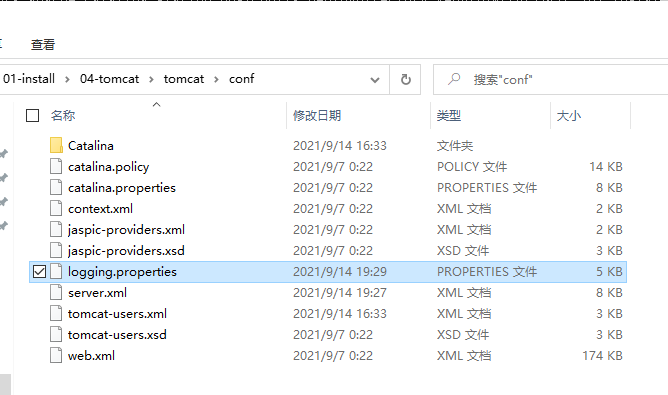 查看
01-install > 04-tomcat > tomcat > conf 搜索"conf"
名称 修改日期 类型 大小
Catalina 2021/9/14 16:33 文件夹
catalina.policy 2021/9/7 0:22 POLICY 文件 14 KB
catalina.properties 2021/9/7 0:22 PROPERTIES 文件 8 KB
context.xml 2021/9/7 0:22 XML 文档 2 KB
jaspic-providers.xml 2021/9/7 0:22 XML 文档 2 KB
jaspic-providers.xsd 2021/9/7 0:22 XSD 文件 3 KB
logging.properties 2021/9/14 19:29 PROPERTIES 文件 5 KB
server.xml 2021/9/14 19:27 XML 文档 8 KB
tomcat-users.xml 2021/9/14 16:33 XML 文档 3 KB
tomcat-users.xsd 2021/9/7 0:22 XSD 文件 3 KB
web.xml 2021/9/7 0:22 XML 文档 174 KB